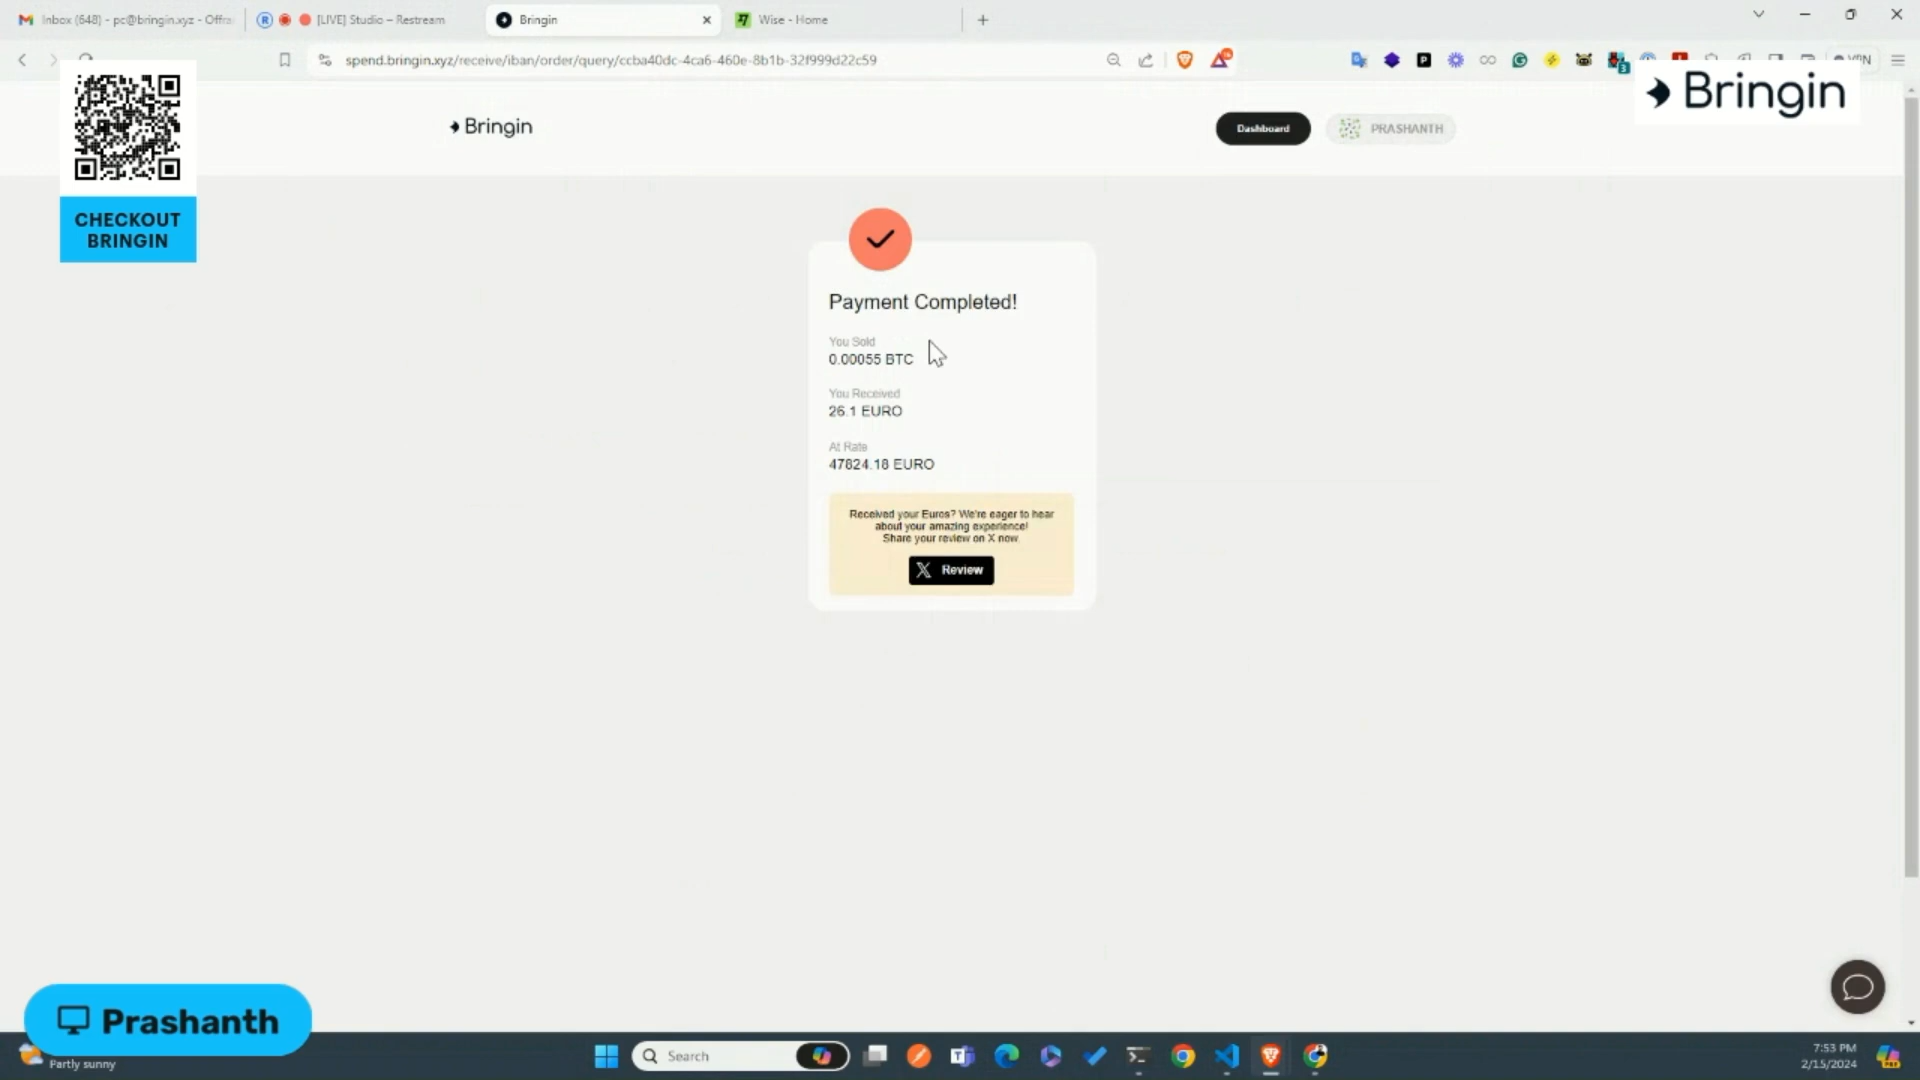 Inbox (648) - pc@bringin.xyz - Offra
[LIVE] Studio – Restream
Bringin
Wise - Home
spend.bringin.xyz/receive/iban/order/query/ccba40dc-4ca6-460e-8b1b-32f999d22c59
VPN
Bringin
Bringin
Dashboard
PRASHANTH
CHECKOUT
BRINGIN
Payment Completed!
You Sold
0.00055 BTC
You Received
26.1 EURO
At Rate
47824.18 EURO
Received your Euros? We're eager to hear
about your amazing experience!
Share your review on X now.
Review
Prashanth
Partly sunny
Search
7:53 PM
2/15/2024